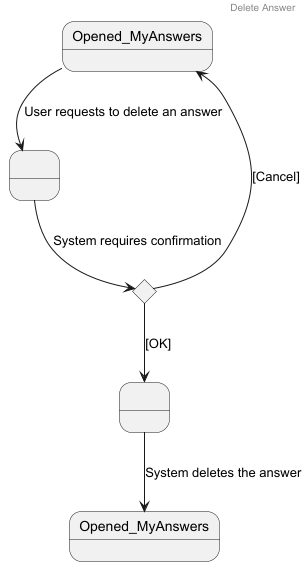 Delete Answer
Opened_MyAnswers
User requests to delete an answer
[Cancel]
System requires confirmation
[OK]
System deletes the answer
Opened_MyAnswers